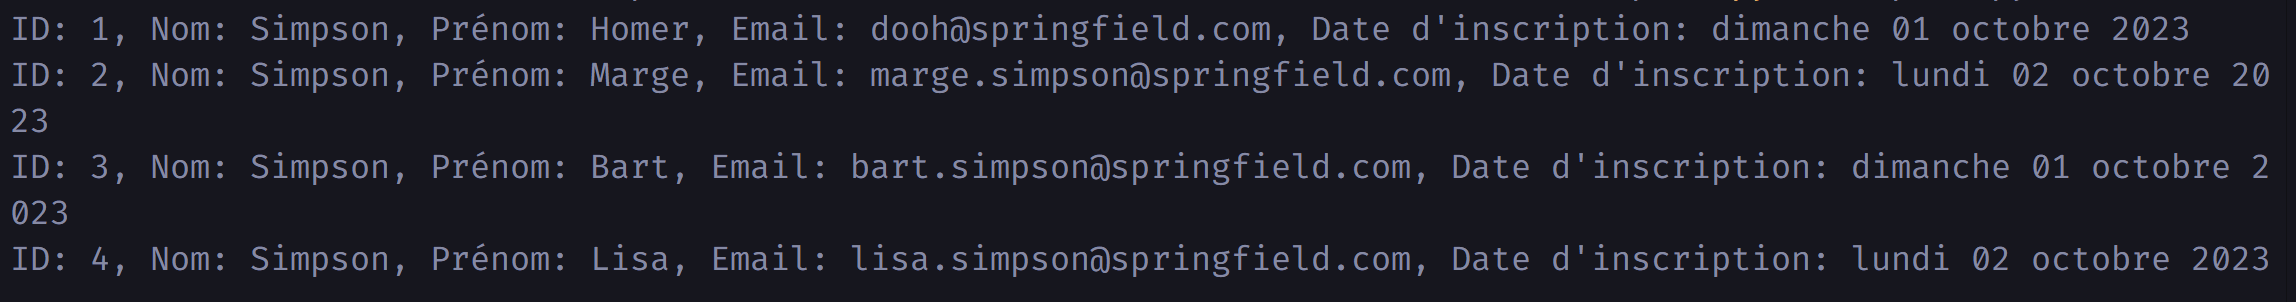 ID: 1, Nom: Simpson, Prénom: Homer, Email: dooh@springfield.com, Date d'inscription: dimanche 01 octobre 2023
ID: 2, Nom: Simpson, Prénom: Marge, Email: marge.simpson@springfield.com, Date d'inscription: lundi 02 octobre 20
23
ID: 3, Nom: Simpson, Prénom: Bart, Email: bart.simpson@springfield.com, Date d'inscription: dimanche 01 octobre 2
023
ID: 4, Nom: Simpson, Prénom: Lisa, Email: lisa.simpson@springfield.com, Date d'inscription: lundi 02 octobre 2023